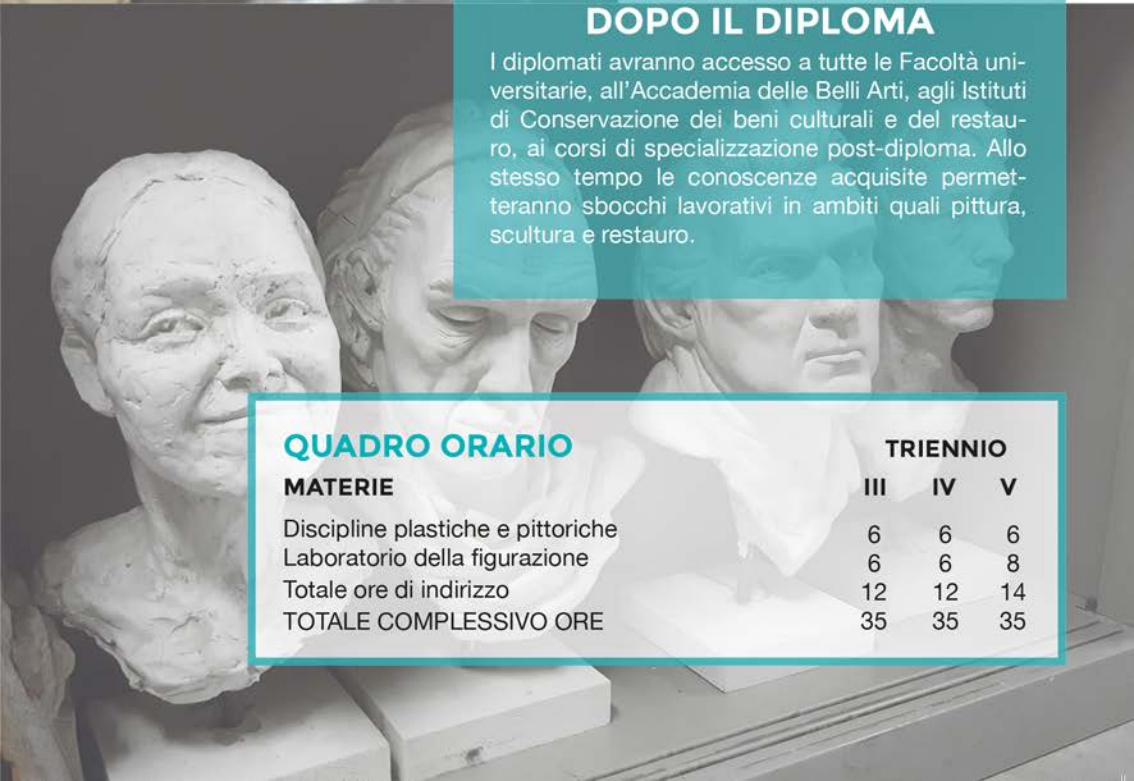 DOPO IL DIPLOMA
I diplomati avranno accesso a tutte le Facoltà uni-
versitarie, all'Accademia delle Belli Arti, agli Istituti
di Conservazione dei beni culturali e del restau-
ro, ai corsi di specializzazione post-diploma. Allo
stesso tempo le conoscenze acquisite permet-
teranno sbocchi lavorativi in ambiti quali pittura,
scultura e restauro.
QUADRO ORARIO TRIENNIO
MATERIE III IV V
Discipline plastiche e pittoriche 6 6 6
Laboratorio della figurazione 6 6 8
Totale ore di indirizzo 12 12 14
TOTALE COMPLESSIVO ORE 35 35 35